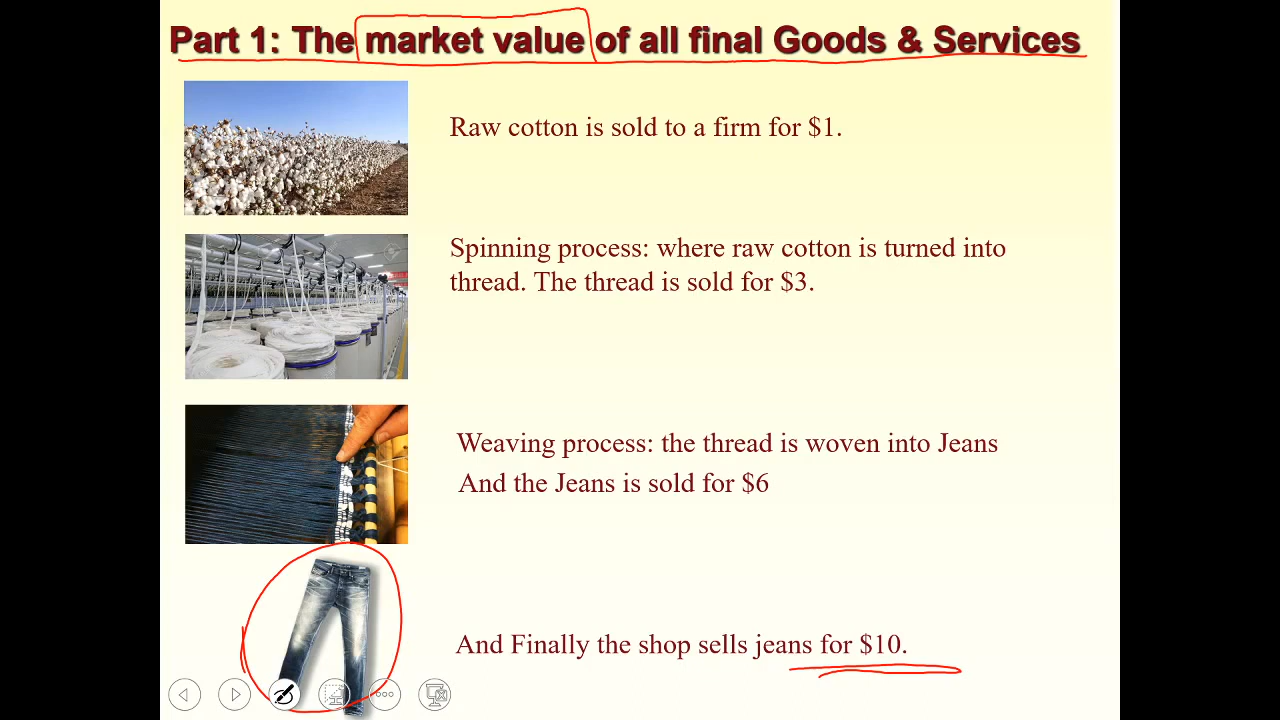 Part 1: The market value of all final Goods & Services
Raw cotton is sold to a firm for $1.
Spinning process: where raw cotton is turned into
thread. The thread is sold for $3.
Weaving process: the thread is woven into Jeans
And the Jeans is sold for $6
And Finally the shop sells jeans for $10.